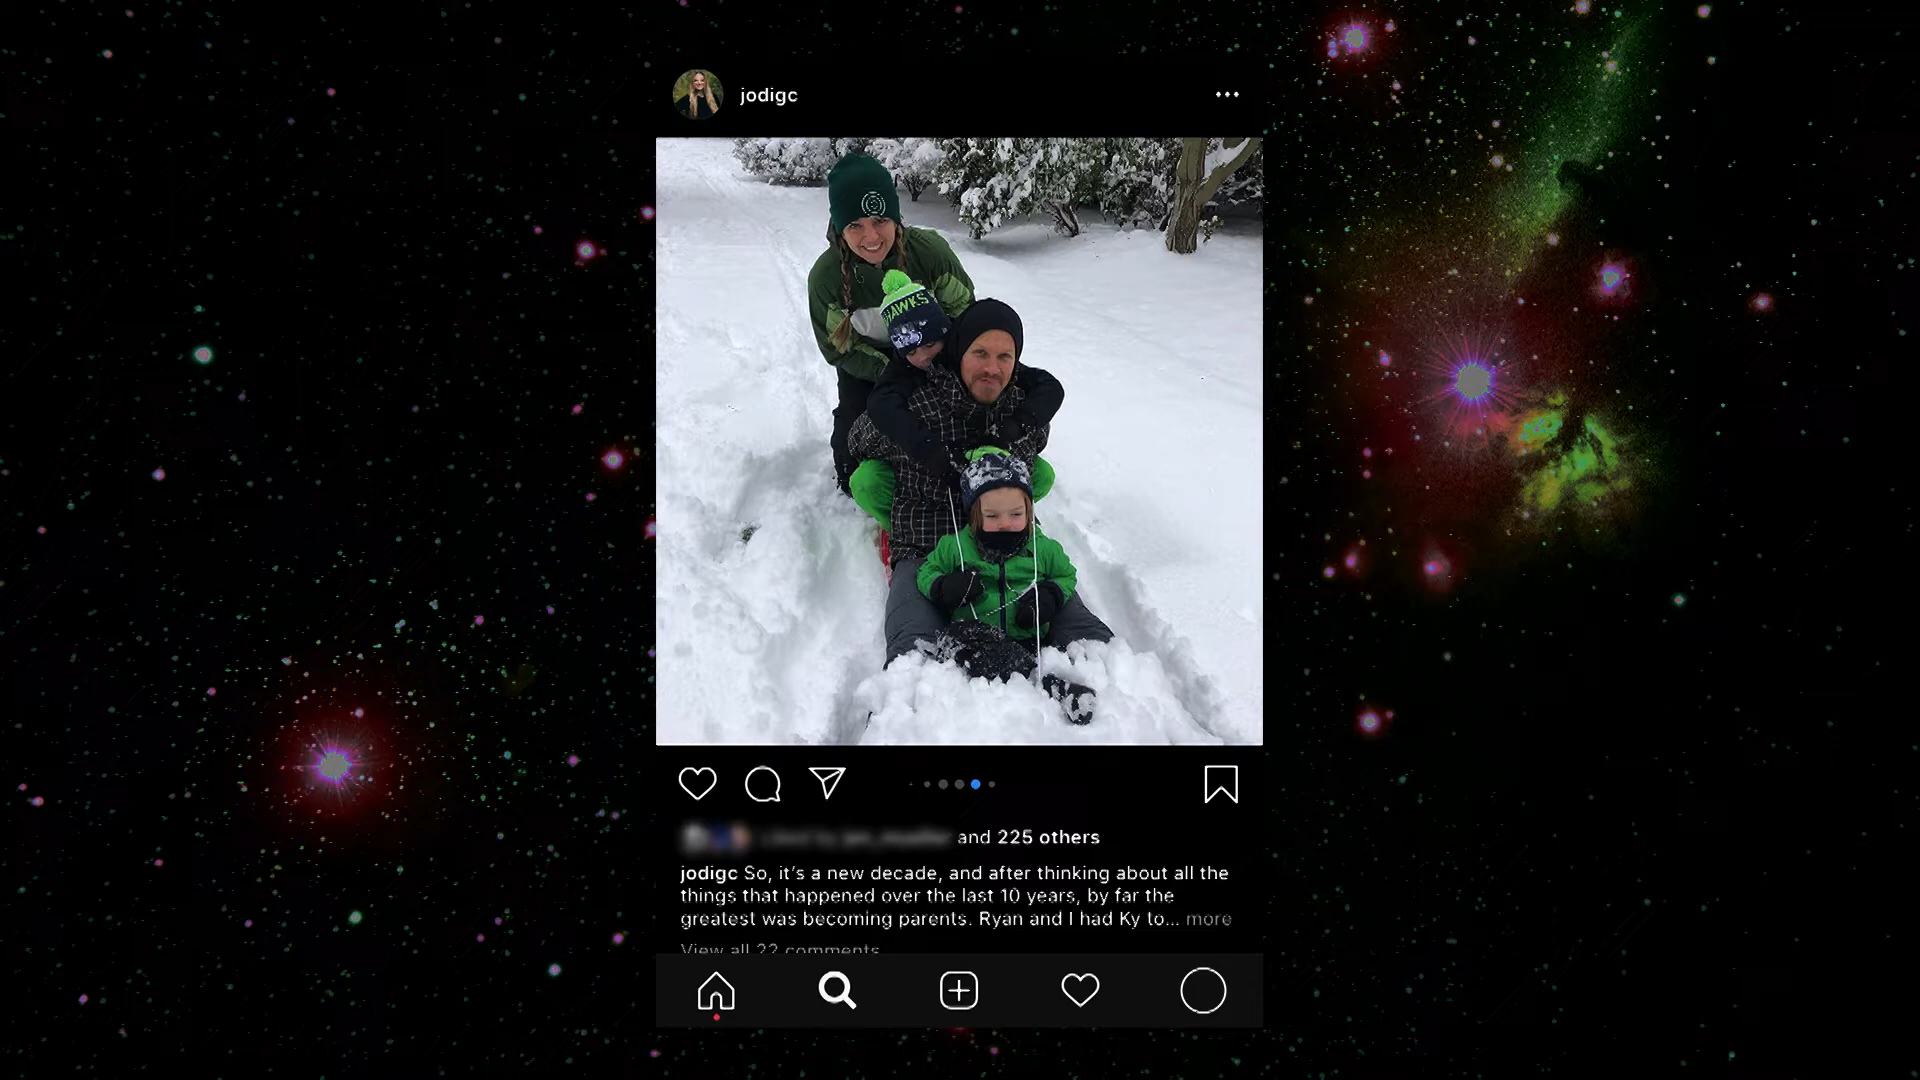 jodigc
HAWKS
and 225 others
jodigc So, it's a new decade, and after thinking about all the
things that happened over the last 10 years, by far the
greatest was becoming parents. Ryan and I had Ky to... more
View all 22 comments